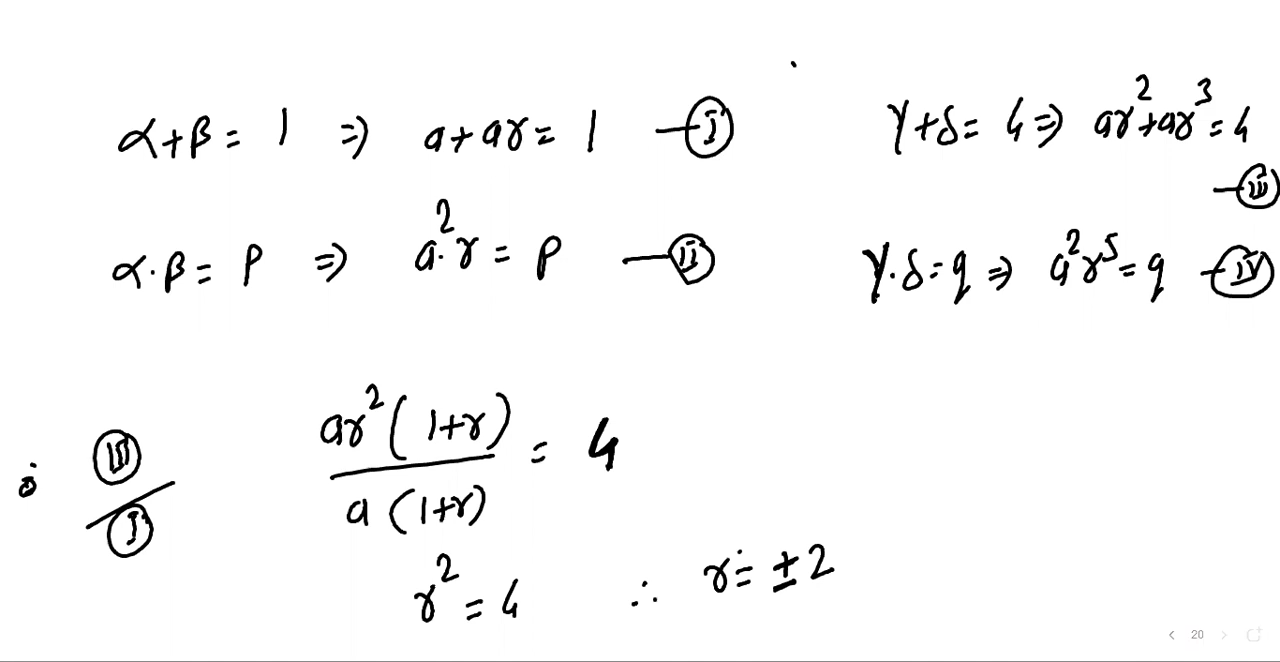 α+β = 1 ⇒ a+ar = 1 —(I) γ+δ = 4 ⇒ ar²+ar³ = 4
—(III)
α·β = p ⇒ a²·r = p —(II) γ·δ = q ⇒ a²r⁵ = q —(IV)
(III)/(I) ar²(1+r)/a(1+r) = 4
r² = 4 ∴ r = ±2
< 20 >